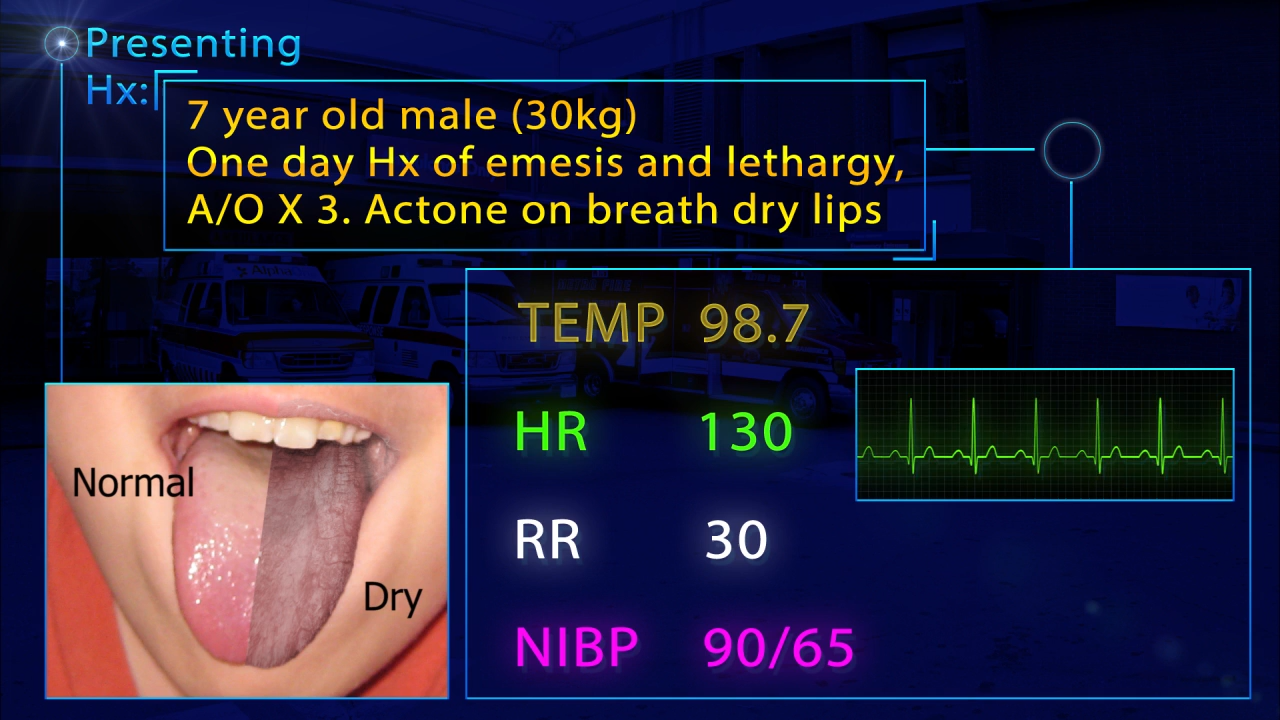 Presenting
Hx:
7 year old male (30kg)
One day Hx of emesis and lethargy,
A/O X 3. Actone on breath dry lips
TEMP 98.7
HR 130
RR 30
NIBP 90/65
Normal
Dry